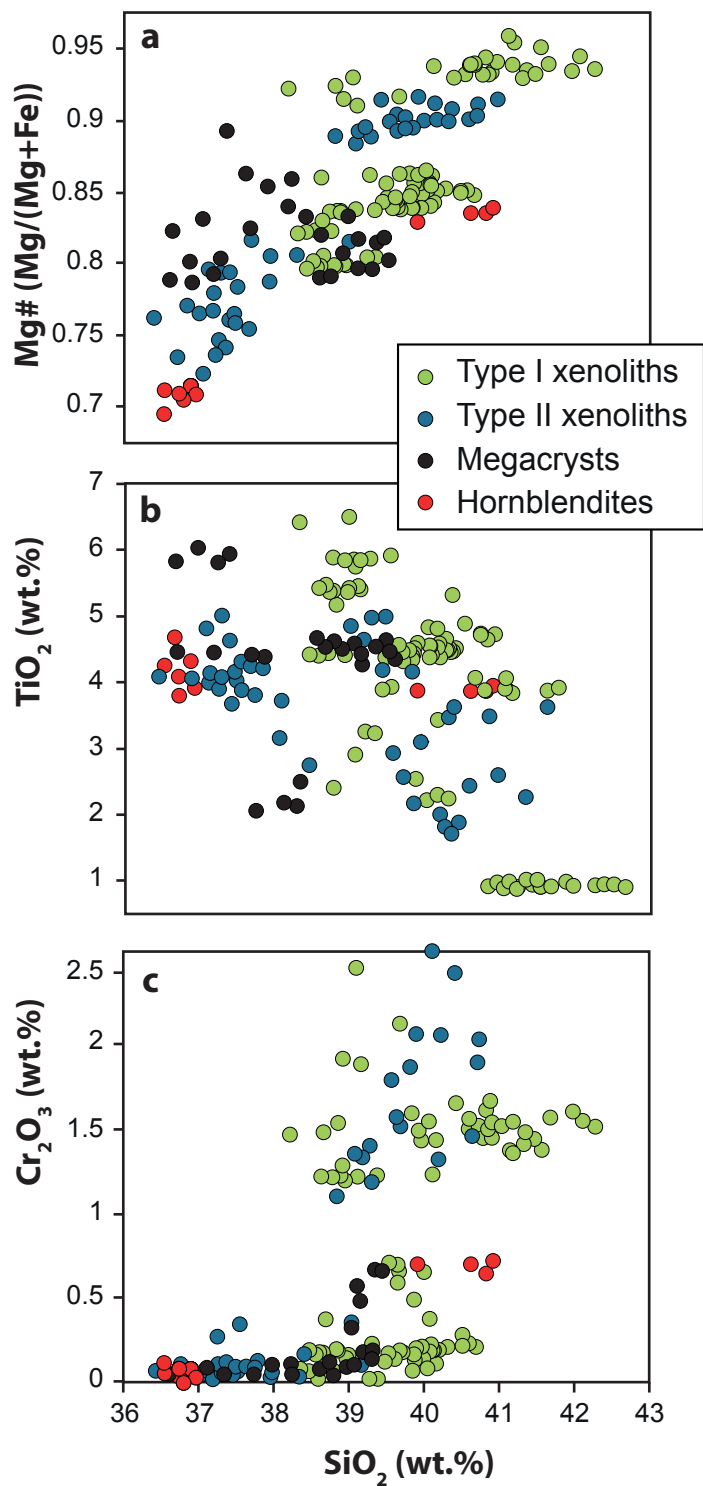 a
0.95
0.9
0.85
0.8
0.75
0.7
Mg# (Mg/(Mg+Fe))
Type I xenoliths
Type II xenoliths
Megacrysts
Hornblendites
b
7
6
5
4
3
2
1
TiO₂ (wt.%)
c
2.5
2
1.5
1
0.5
0
Cr₂O₃ (wt.%)
36 37 38 39 40 41 42 43
SiO₂ (wt.%)